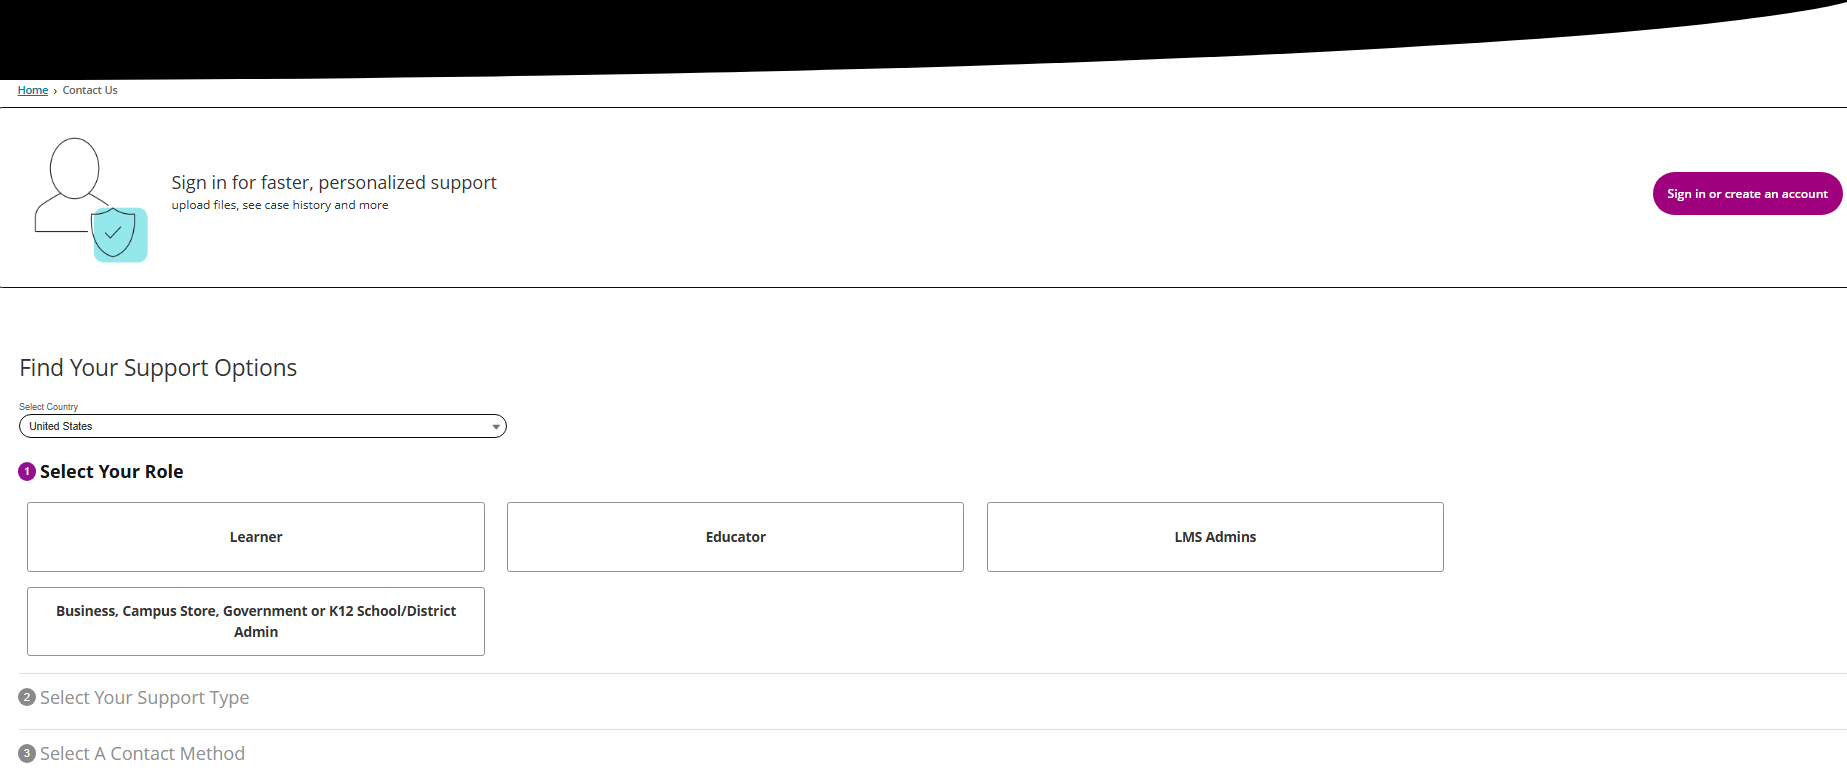 Home › Contact Us
Sign in for faster, personalized support
upload files, see case history and more
Sign in or create an account
Find Your Support Options
Select Country
United States
1 Select Your Role
Learner
Educator
LMS Admins
Business, Campus Store, Government or K12 School/District
Admin
2 Select Your Support Type
3 Select A Contact Method